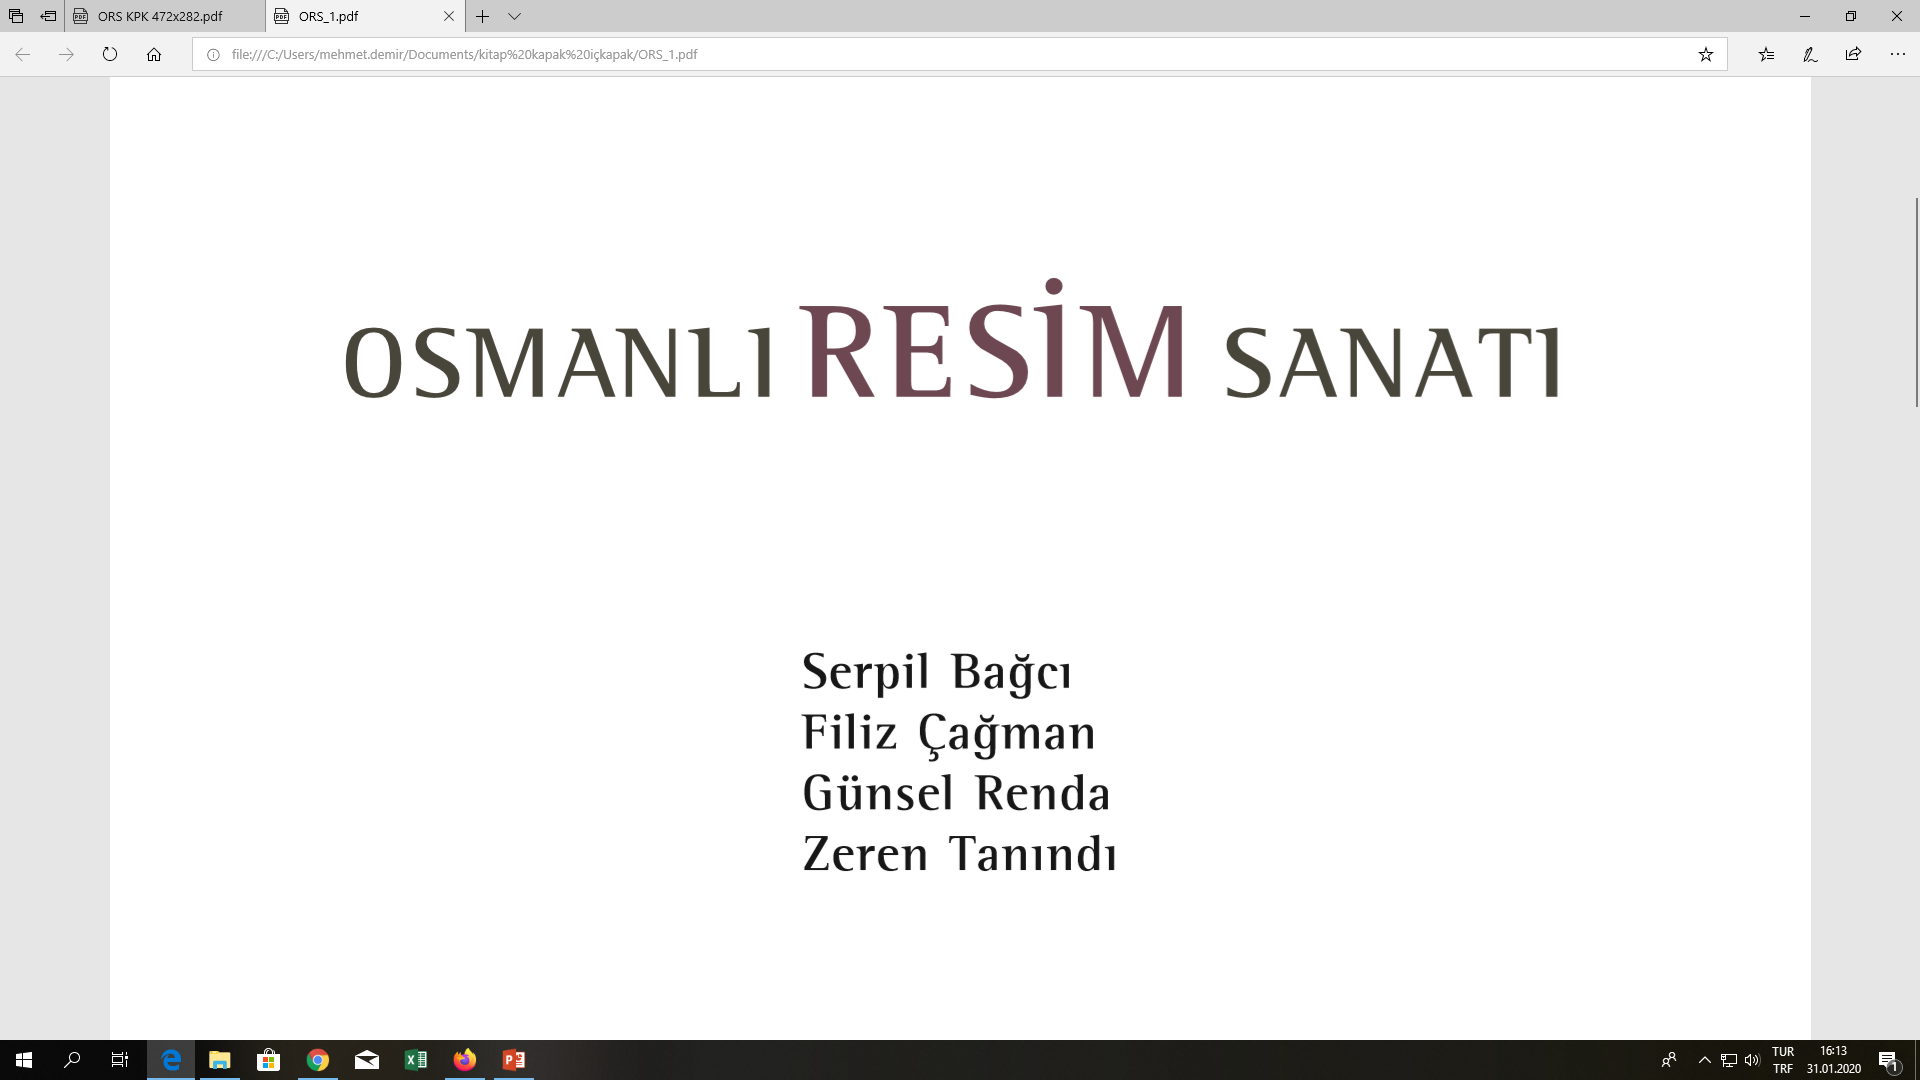 ORS KPK 472x282.pdf
ORS_1.pdf
file:///C:/Users/mehmet.demir/Documents/kitap%20kapak%20içkapak/ORS_1.pdf
OSMANLI RESİM SANATI
Serpil Bağcı
Filiz Çağman
Günsel Renda
Zeren Tanındı
TUR
TRF
16:13
31.01.2020
1